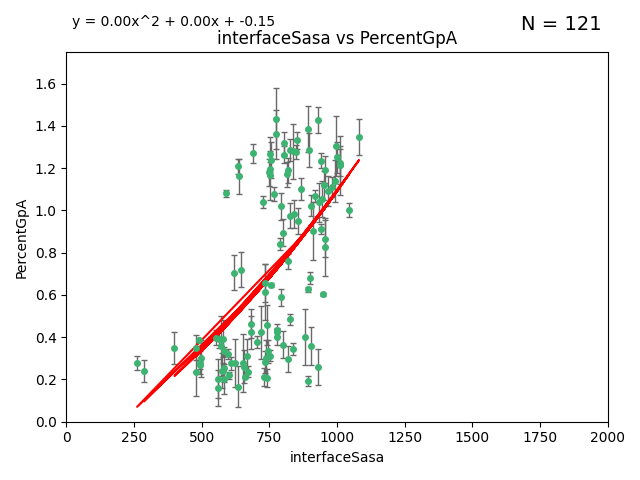 y = 0.00x^2 + 0.00x + -0.15
N = 121
interfaceSasa vs PercentGpA
PercentGpA
1.6
1.4
1.2
1.0
0.8
0.6
0.4
0.2
0.0
0 250 500 750 1000 1250 1500 1750 2000
interfaceSasa